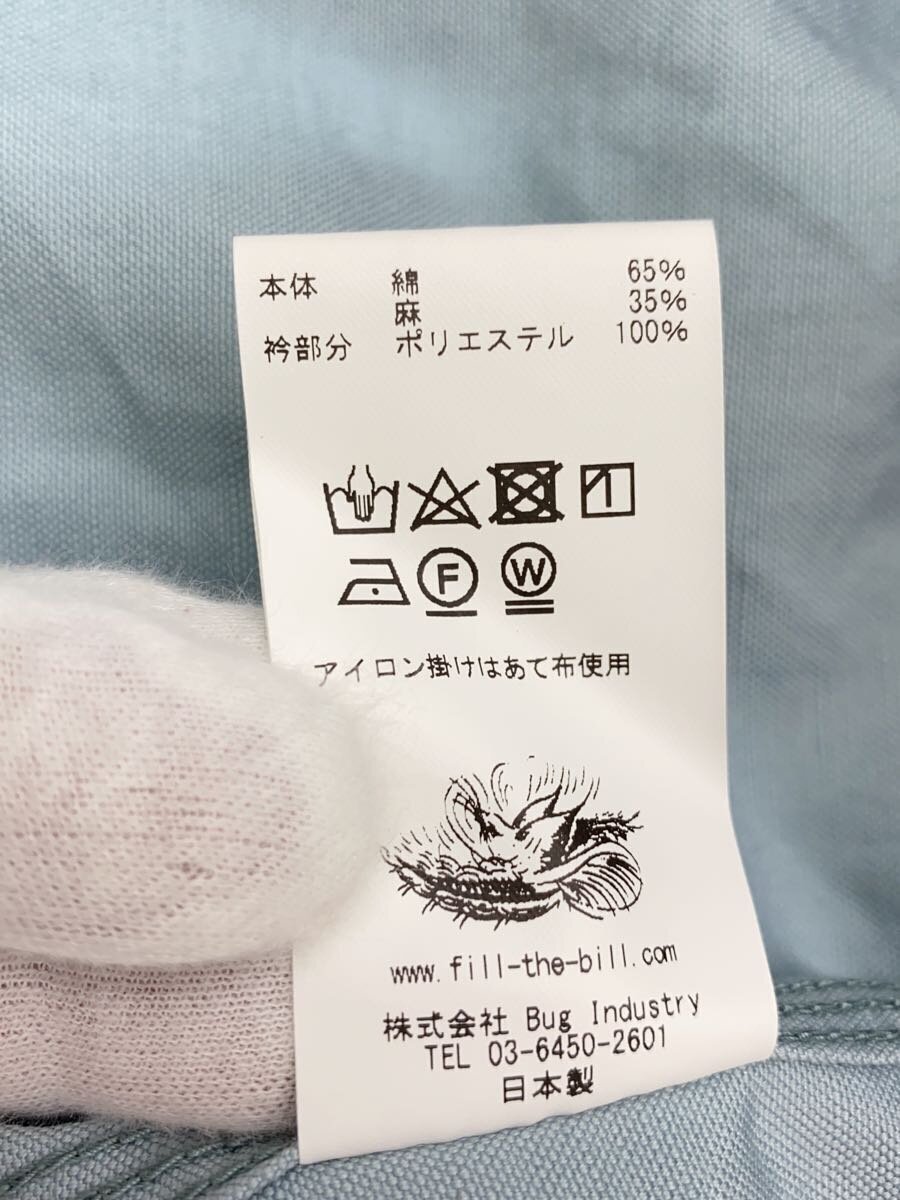 本体 綿 65%
麻 35%
衿部分 ポリエステル 100%
F W
アイロン掛けはあて布使用
www.fill-the-bill.com
株式会社 Bug Industry
TEL 03-6450-2601
日本製